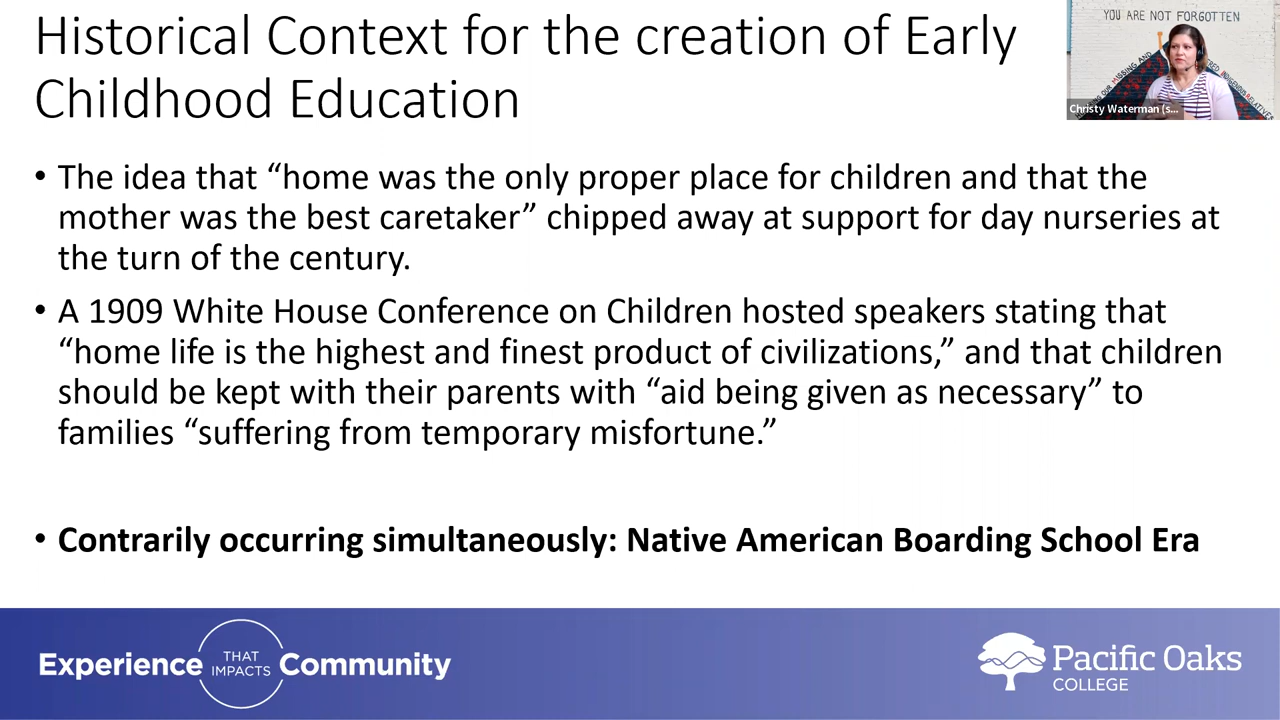 Historical Context for the creation of Early
Childhood Education
YOU ARE NOT FORGOTTEN
Christy Waterman (s...
• The idea that “home was the only proper place for children and that the
mother was the best caretaker” chipped away at support for day nurseries at
the turn of the century.
• A 1909 White House Conference on Children hosted speakers stating that
“home life is the highest and finest product of civilizations,” and that children
should be kept with their parents with “aid being given as necessary” to
families “suffering from temporary misfortune.”
• Contrarily occurring simultaneously: Native American Boarding School Era
Experience THAT IMPACTS Community
Pacific Oaks
COLLEGE